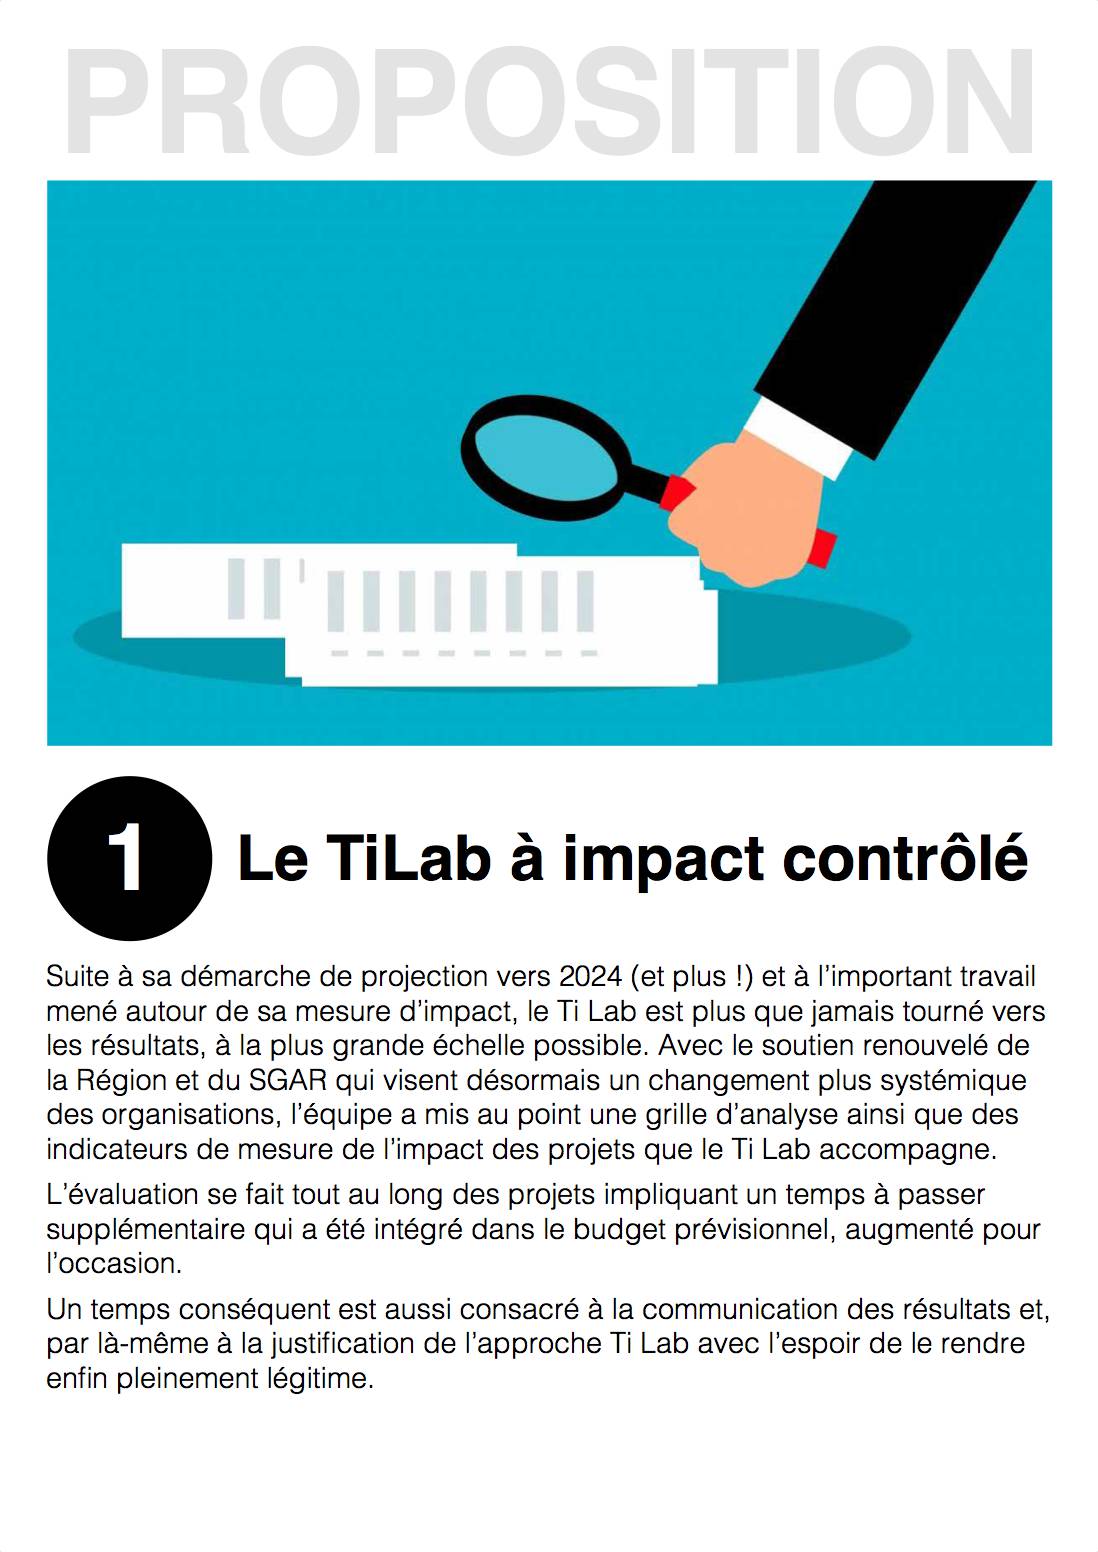 PROPOSITION
1
Le TiLab à impact contrôlé
Suite à sa démarche de projection vers 2024 (et plus !) et à l’important travail
mené autour de sa mesure d’impact, le Ti Lab est plus que jamais tourné vers
les résultats, à la plus grande échelle possible. Avec le soutien renouvelé de
la Région et du SGAR qui visent désormais un changement plus systémique
des organisations, l’équipe a mis au point une grille d’analyse ainsi que des
indicateurs de mesure de l’impact des projets que le Ti Lab accompagne.
L’évaluation se fait tout au long des projets impliquant un temps à passer
supplémentaire qui a été intégré dans le budget prévisionnel, augmenté pour
l’occasion.
Un temps conséquent est aussi consacré à la communication des résultats et,
par là-même à la justification de l’approche Ti Lab avec l’espoir de le rendre
enfin pleinement légitime.